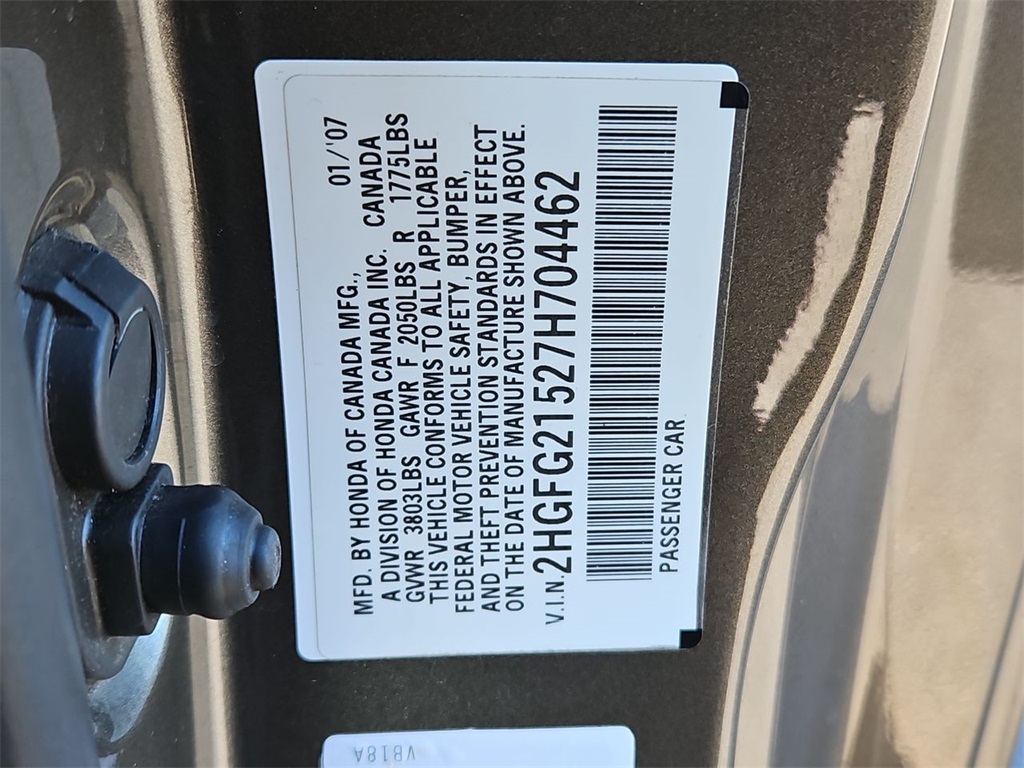 MFD. BY HONDA OF CANADA MFG., 01/'07
A DIVISION OF HONDA CANADA INC. CANADA
GVWR 3803LBS GAWR F 2050LBS R 1775LBS
THIS VEHICLE CONFORMS TO ALL APPLICABLE
FEDERAL MOTOR VEHICLE SAFETY, BUMPER,
AND THEFT PREVENTION STANDARDS IN EFFECT
ON THE DATE OF MANUFACTURE SHOWN ABOVE.
V.I.N. 2HGFG21527H704462
PASSENGER CAR
VB18A